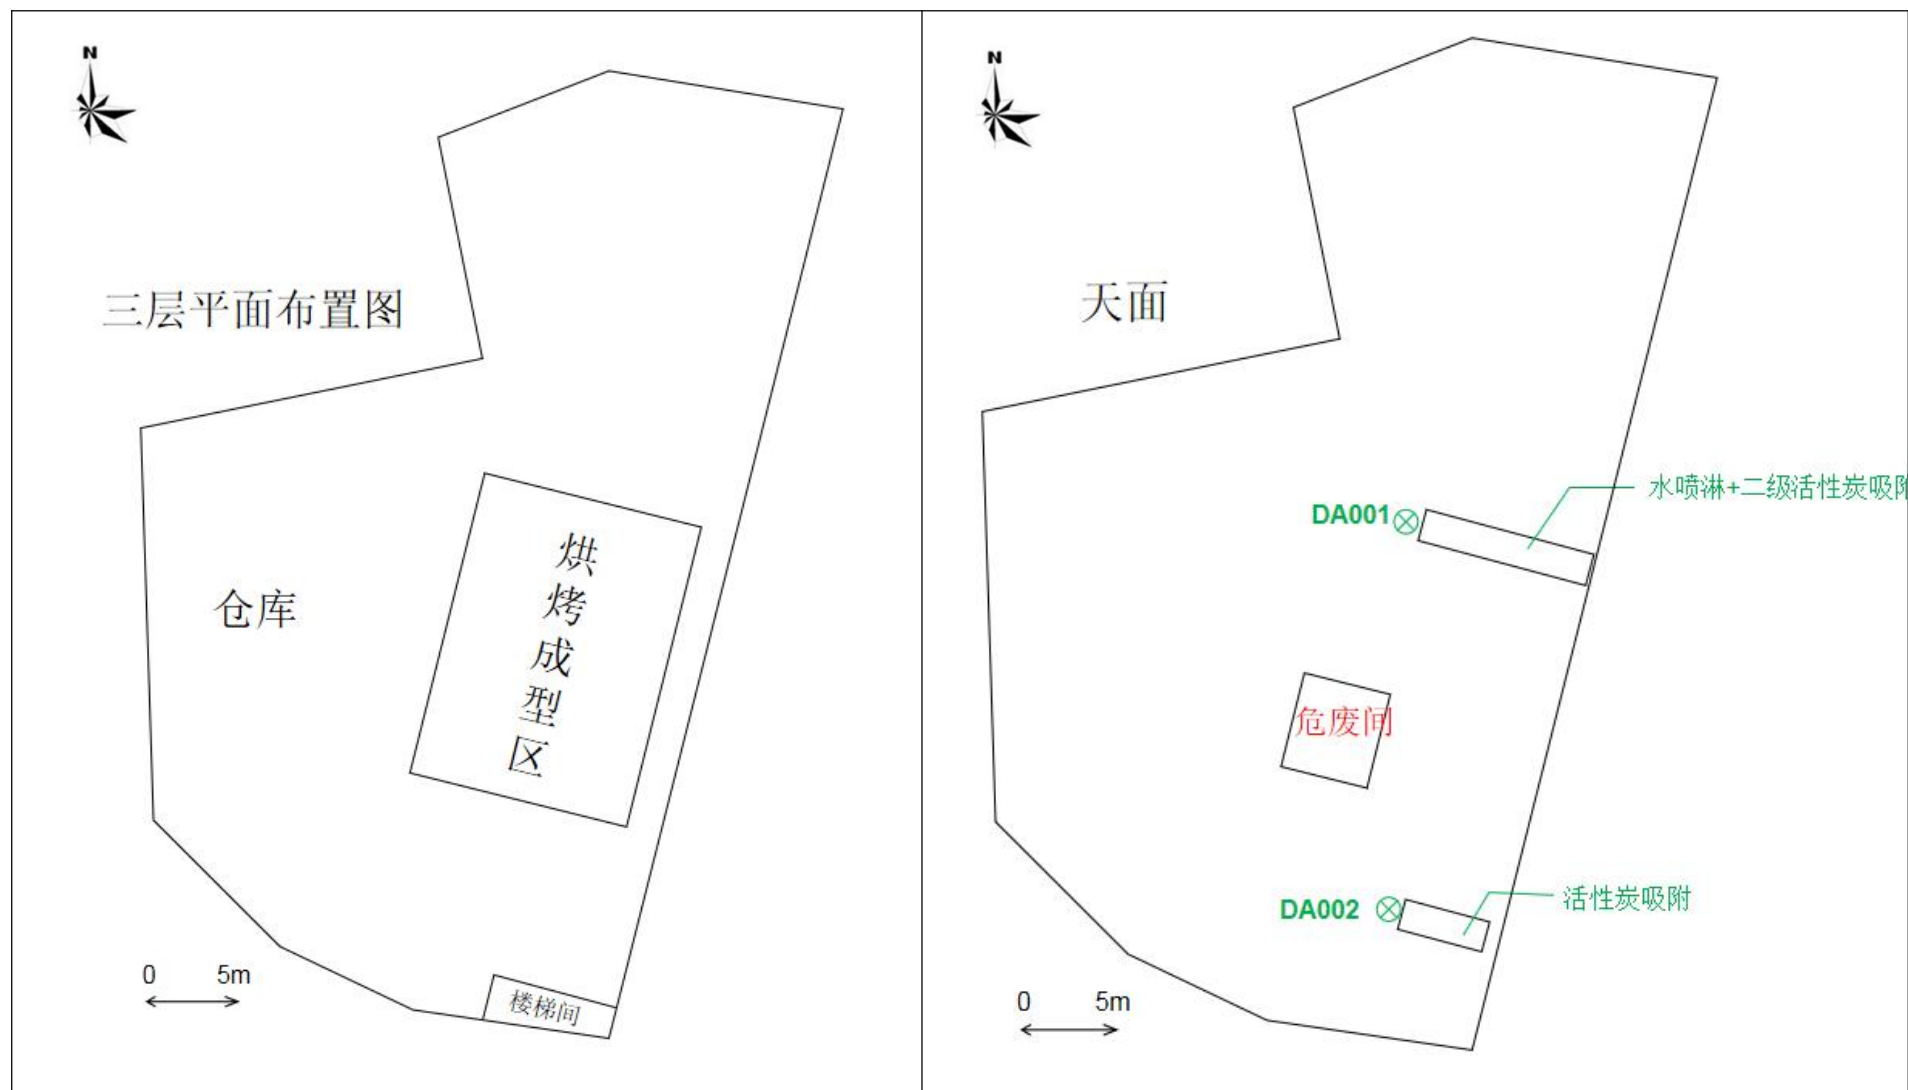 N
三层平面布置图
仓库
烘烤成型区
楼梯间
0 5m
N
天面
水喷淋+二级活性炭吸附
DA001
危废间
DA002
活性炭吸附
0 5m